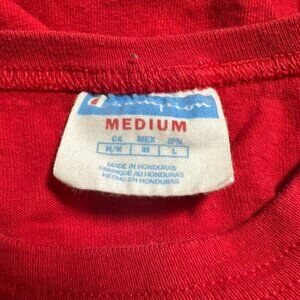 Champion
MEDIUM
CA MEX JPN
M/M M L
MADE IN HONDURAS
FABRIQUÉ AU HONDURAS
HECHO EN HONDURAS